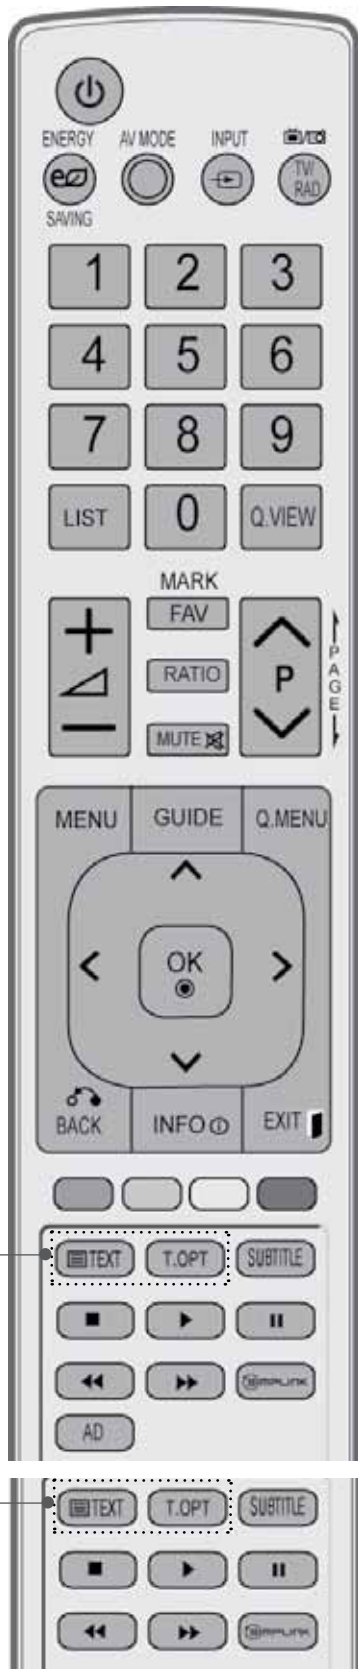 ENERGY AV MODE INPUT
e TV/RAD
SAVING
1 2 3
4 5 6
7 8 9
LIST 0 Q.VIEW
MARK
FAV
RATIO
P
PAGE
MUTE
MENU GUIDE Q.MENU
OK
BACK INFO EXIT
TEXT T.OPT SUBTITLE
SIMPLINK
AD
TEXT T.OPT SUBTITLE
SIMPLINK